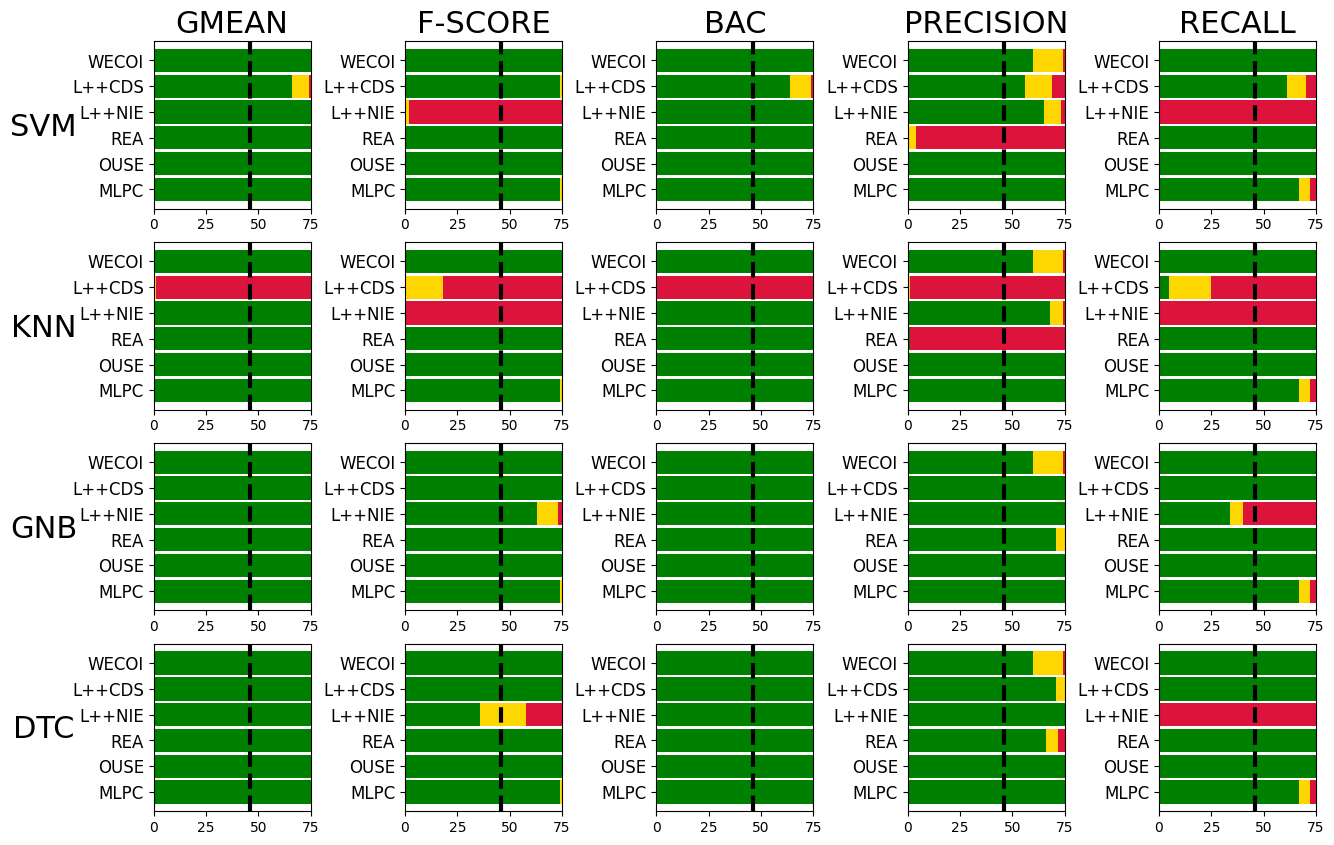 GMEAN F-SCORE BAC PRECISION RECALL
SVM
WECOI WECOI WECOI WECOI WECOI
L++CDS L++CDS L++CDS L++CDS L++CDS
L++NIE L++NIE L++NIE L++NIE L++NIE
REA REA REA REA REA
OUSE OUSE OUSE OUSE OUSE
MLPC MLPC MLPC MLPC MLPC
0 25 50 75 0 25 50 75 0 25 50 75 0 25 50 75 0 25 50 75
KNN
WECOI WECOI WECOI WECOI WECOI
L++CDS L++CDS L++CDS L++CDS L++CDS
L++NIE L++NIE L++NIE L++NIE L++NIE
REA REA REA REA REA
OUSE OUSE OUSE OUSE OUSE
MLPC MLPC MLPC MLPC MLPC
0 25 50 75 0 25 50 75 0 25 50 75 0 25 50 75 0 25 50 75
GNB
WECOI WECOI WECOI WECOI WECOI
L++CDS L++CDS L++CDS L++CDS L++CDS
L++NIE L++NIE L++NIE L++NIE L++NIE
REA REA REA REA REA
OUSE OUSE OUSE OUSE OUSE
MLPC MLPC MLPC MLPC MLPC
0 25 50 75 0 25 50 75 0 25 50 75 0 25 50 75 0 25 50 75
DTC
WECOI WECOI WECOI WECOI WECOI
L++CDS L++CDS L++CDS L++CDS L++CDS
L++NIE L++NIE L++NIE L++NIE L++NIE
REA REA REA REA REA
OUSE OUSE OUSE OUSE OUSE
MLPC MLPC MLPC MLPC MLPC
0 25 50 75 0 25 50 75 0 25 50 75 0 25 50 75 0 25 50 75